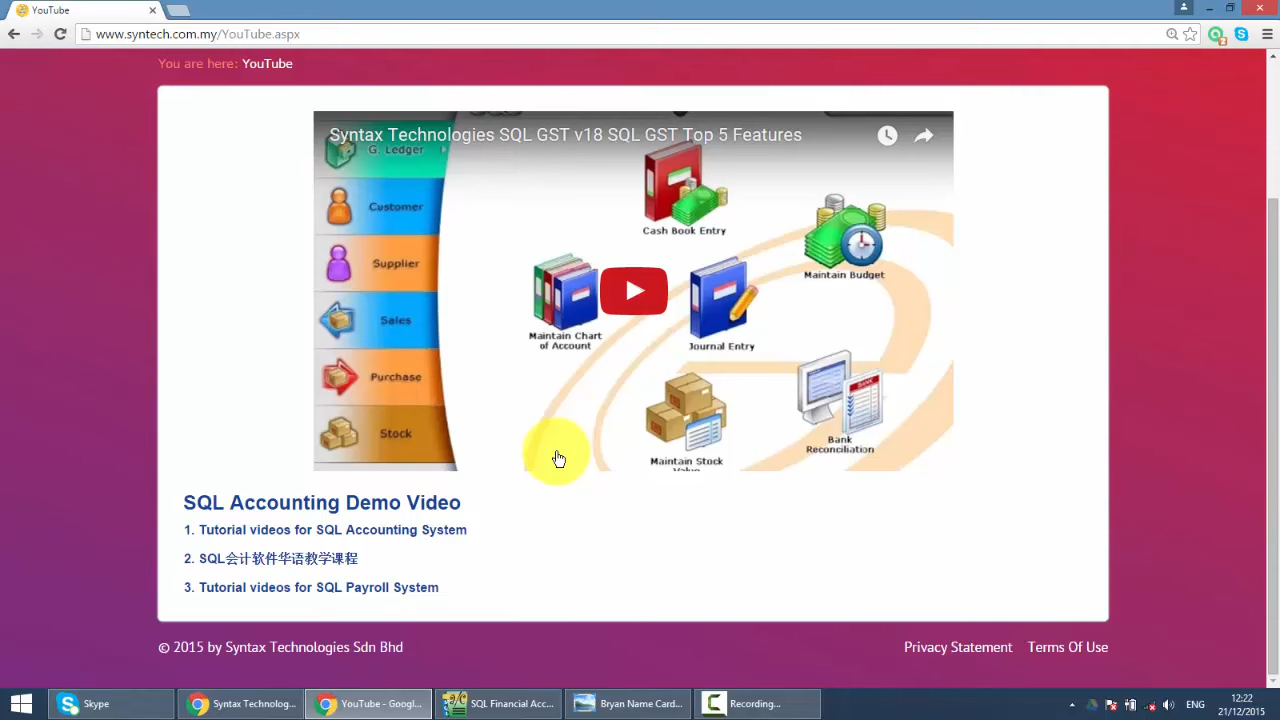 YouTube
www.syntech.com.my/YouTube.aspx
You are here: YouTube
Syntax Technologies SQL GST v18 SQL GST Top 5 Features
G. Ledger
Customer
Supplier
Sales
Purchase
Stock
Cash Book Entry
Maintain Budget
Maintain Chart
of Account
Journal Entry
Maintain Stock
Value
BANK
Bank
Reconciliation
SQL Accounting Demo Video
1. Tutorial videos for SQL Accounting System
2. SQL会计软件华语教学课程
3. Tutorial videos for SQL Payroll System
© 2015 by Syntax Technologies Sdn Bhd
Privacy Statement Terms Of Use
Skype
Syntax Technolog...
YouTube - Googl...
SQL Financial Acc...
Bryan Name Card...
Recording...
ENG
12:22
21/12/2015